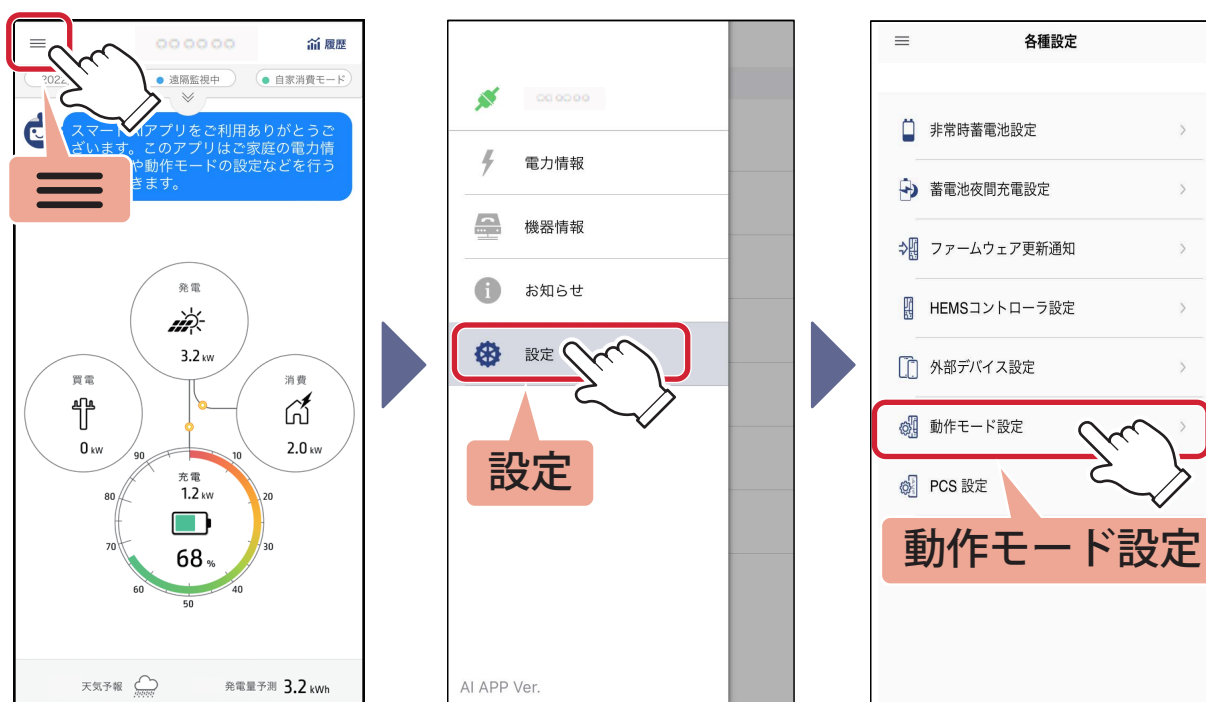 履歴
2022
遠隔監視中
自家消費モード
スマート
AIアプリをご利用ありがとうご
ざいます。このアプリはご家庭の電力情
や動作モードの設定などを行う
きます。
発電
3.2 kW
買電
0 kW
消費
2.0 kW
90
10
充電
1.2 kW
80
20
68 %
70
30
60
40
50
天気予報
発電量予測 3.2 kWh
電力情報
機器情報
お知らせ
設定
設定
AI APP Ver.
各種設定
非常時蓄電池設定
蓄電池夜間充電設定
ファームウェア更新通知
HEMSコントローラ設定
外部デバイス設定
動作モード設定
PCS 設定
動作モード設定